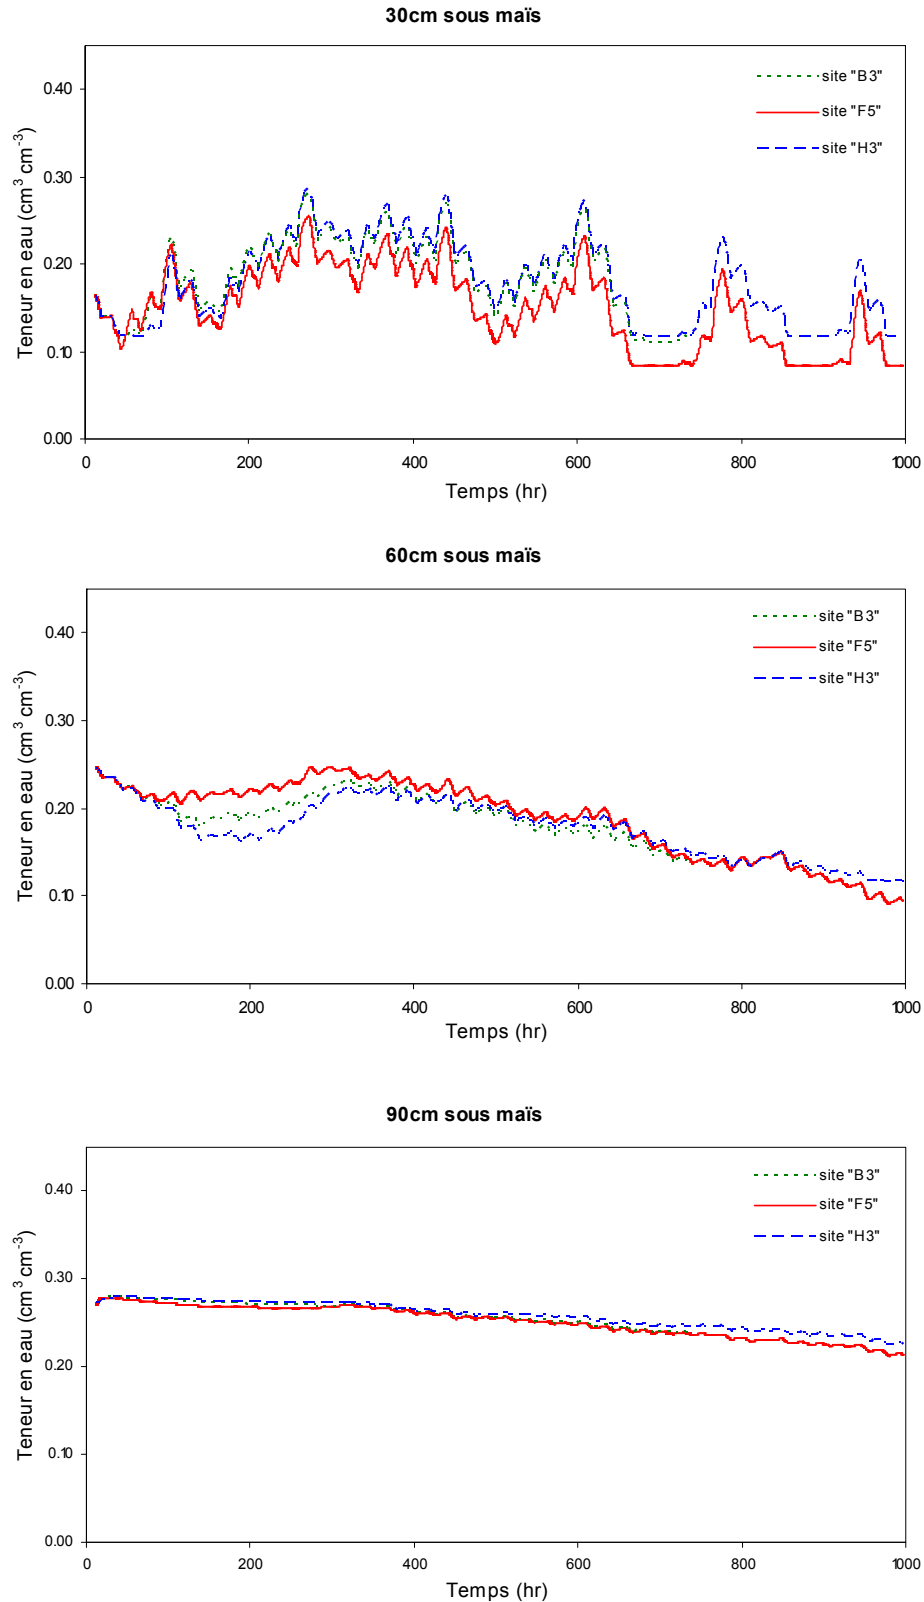 30cm sous maïs
0.40
0.30
0.20
0.10
0.00
Teneur en eau (cm³ cm⁻³)
site "B3"
site "F5"
site "H3"
0 200 400 600 800 1000
Temps (hr)
60cm sous maïs
0.40
0.30
0.20
0.10
0.00
Teneur en eau (cm³ cm⁻³)
site "B3"
site "F5"
site "H3"
0 200 400 600 800 1000
Temps (hr)
90cm sous maïs
0.40
0.30
0.20
0.10
0.00
Teneur en eau (cm³ cm⁻³)
site "B3"
site "F5"
site "H3"
0 200 400 600 800 1000
Temps (hr)